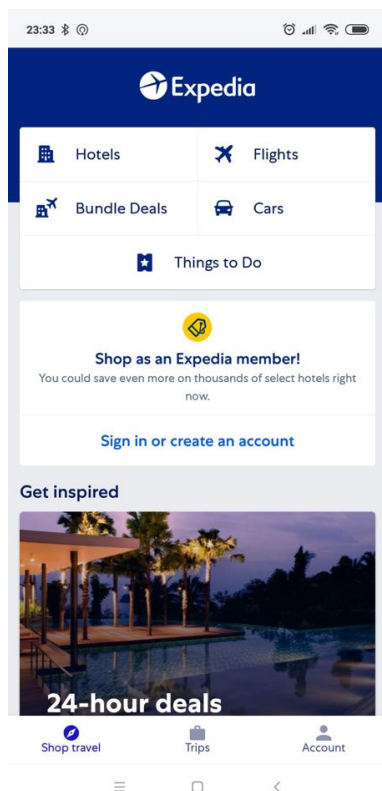 23:33
Expedia
Hotels
Flights
Bundle Deals
Cars
Things to Do
Shop as an Expedia member!
You could save even more on thousands of select hotels right
now.
Sign in or create an account
Get inspired
24-hour deals
Shop travel
Trips
Account